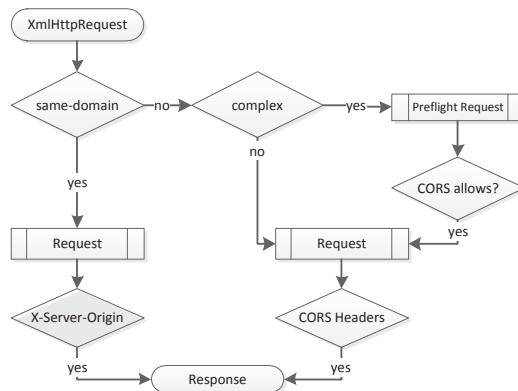 XmlHttpRequest
same-domain
no
complex
yes
Preflight Request
yes
no
CORS allows?
yes
Request
Request
X-Server-Origin
CORS Headers
yes
yes
Response